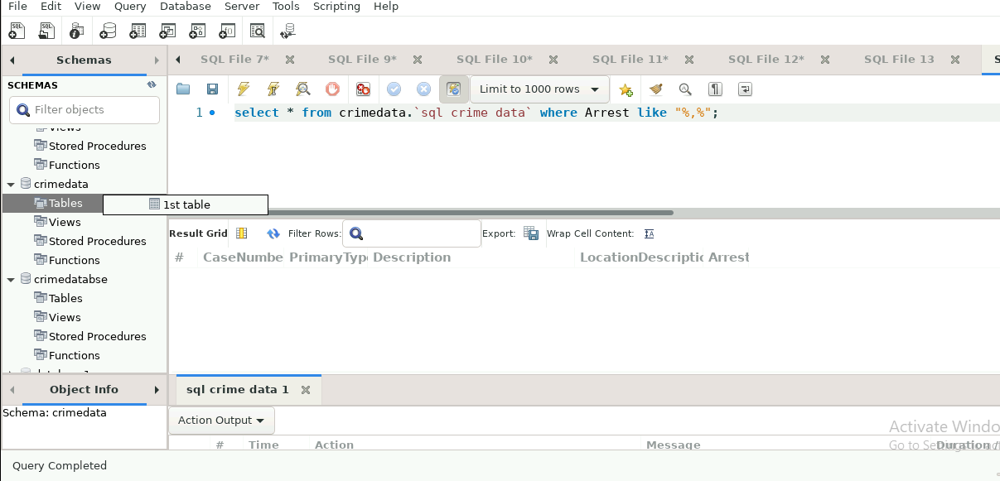 File Edit View Query Database Server Tools Scripting Help
Schemas
SQL File 7* SQL File 9* SQL File 10* SQL File 11* SQL File 12* SQL File 13
SCHEMAS
Filter objects
Limit to 1000 rows
1 select * from crimedata.`sql crime data` where Arrest like "%,%";
Views
Stored Procedures
Functions
crimedata
Tables
1st table
Views
Stored Procedures
Functions
crimedatabse
Tables
Views
Stored Procedures
Functions
Result Grid Filter Rows: Export: Wrap Cell Content:
# CaseNumbe PrimaryTyp Description LocationDescriptic Arrest
Object Info
Schema: crimedata
sql crime data 1
Action Output
# Time Action Message Duration /
Activate Windo
Go to Settings to act
Query Completed